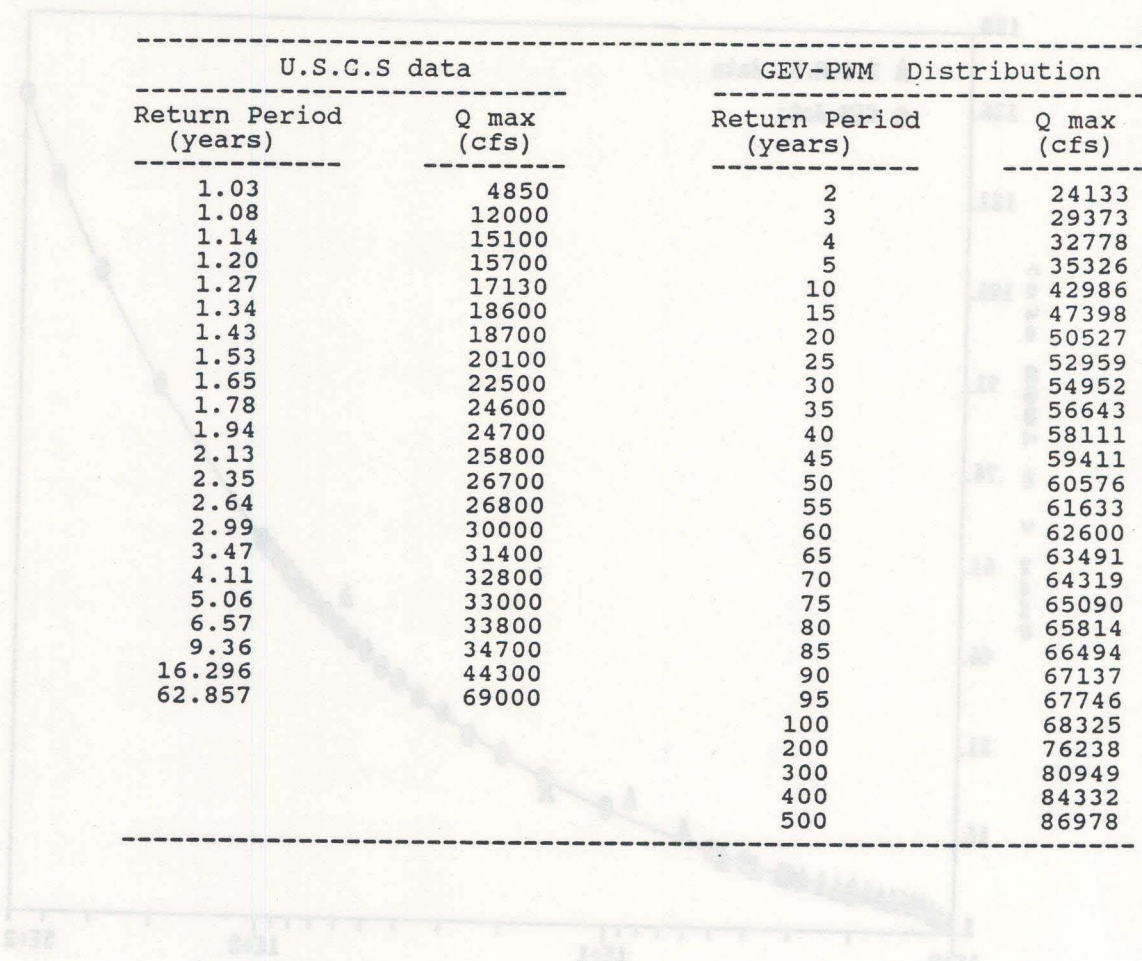 U.S.C.S data GEV-PWM Distribution
Return Period Q max Return Period Q max
(years) (cfs) (years) (cfs)
1.03 4850 2 24133
1.08 12000 3 29373
1.14 15100 4 32778
1.20 15700 5 35326
1.27 17130 10 42986
1.34 18600 15 47398
1.43 18700 20 50527
1.53 20100 25 52959
1.65 22500 30 54952
1.78 24600 35 56643
1.94 24700 40 58111
2.13 25800 45 59411
2.35 26700 50 60576
2.64 26800 55 61633
2.99 30000 60 62600
3.47 31400 65 63491
4.11 32800 70 64319
5.06 33000 75 65090
6.57 33800 80 65814
9.36 34700 85 66494
16.296 44300 90 67137
62.857 69000 95 67746
100 68325
200 76238
300 80949
400 84332
500 86978